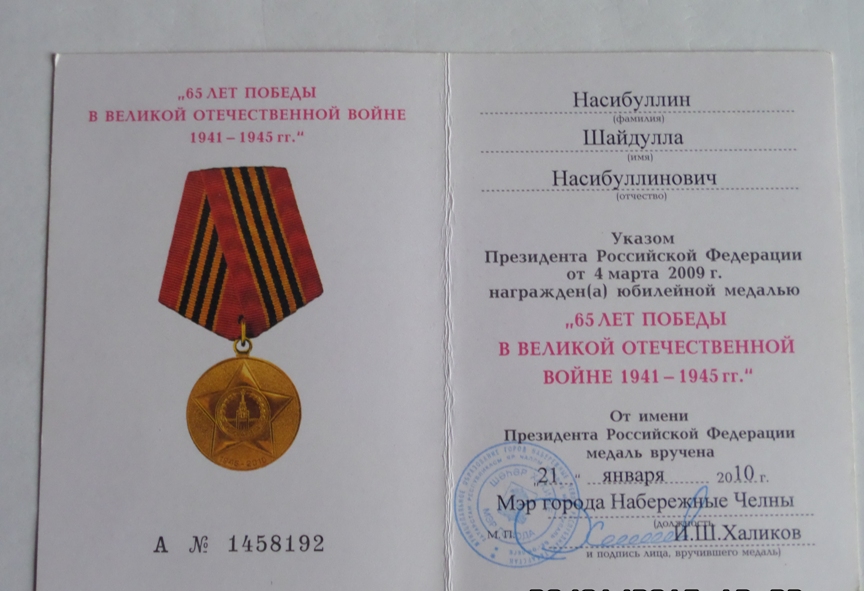 „65 ЛЕТ ПОБЕДЫ
В ВЕЛИКОЙ ОТЕЧЕСТВЕННОЙ ВОЙНЕ
1941 – 1945 гг.“
А № 1458192
Насибуллин
(фамилия)
Шайдулла
(имя)
Насибуллинович
(отчество)
Указом
Президента Российской Федерации
от 4 марта 2009 г.
награжден(а) юбилейной медалью
„65 ЛЕТ ПОБЕДЫ
В ВЕЛИКОЙ ОТЕЧЕСТВЕННОЙ
ВОЙНЕ 1941 – 1945 гг.“
От имени
Президента Российской Федерации
медаль вручена
„21“ января 2010 г.
Мэр города Набережные Челны
(должность,
М.П. И.Ш.Халиков
и подпись лица, вручившего медаль)